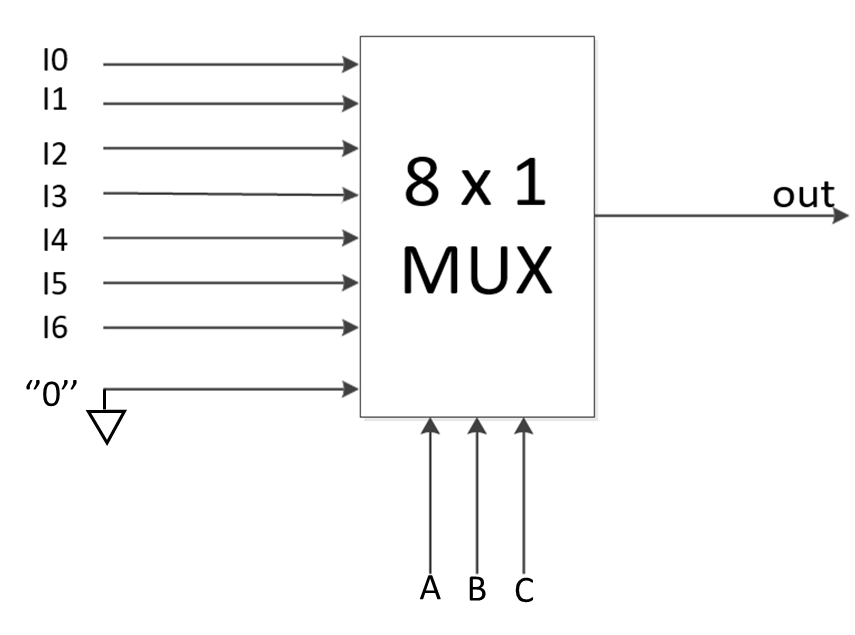 I0
I1
I2
I3
I4
I5
I6
‘’0’’
8 x 1
MUX
out
A B C